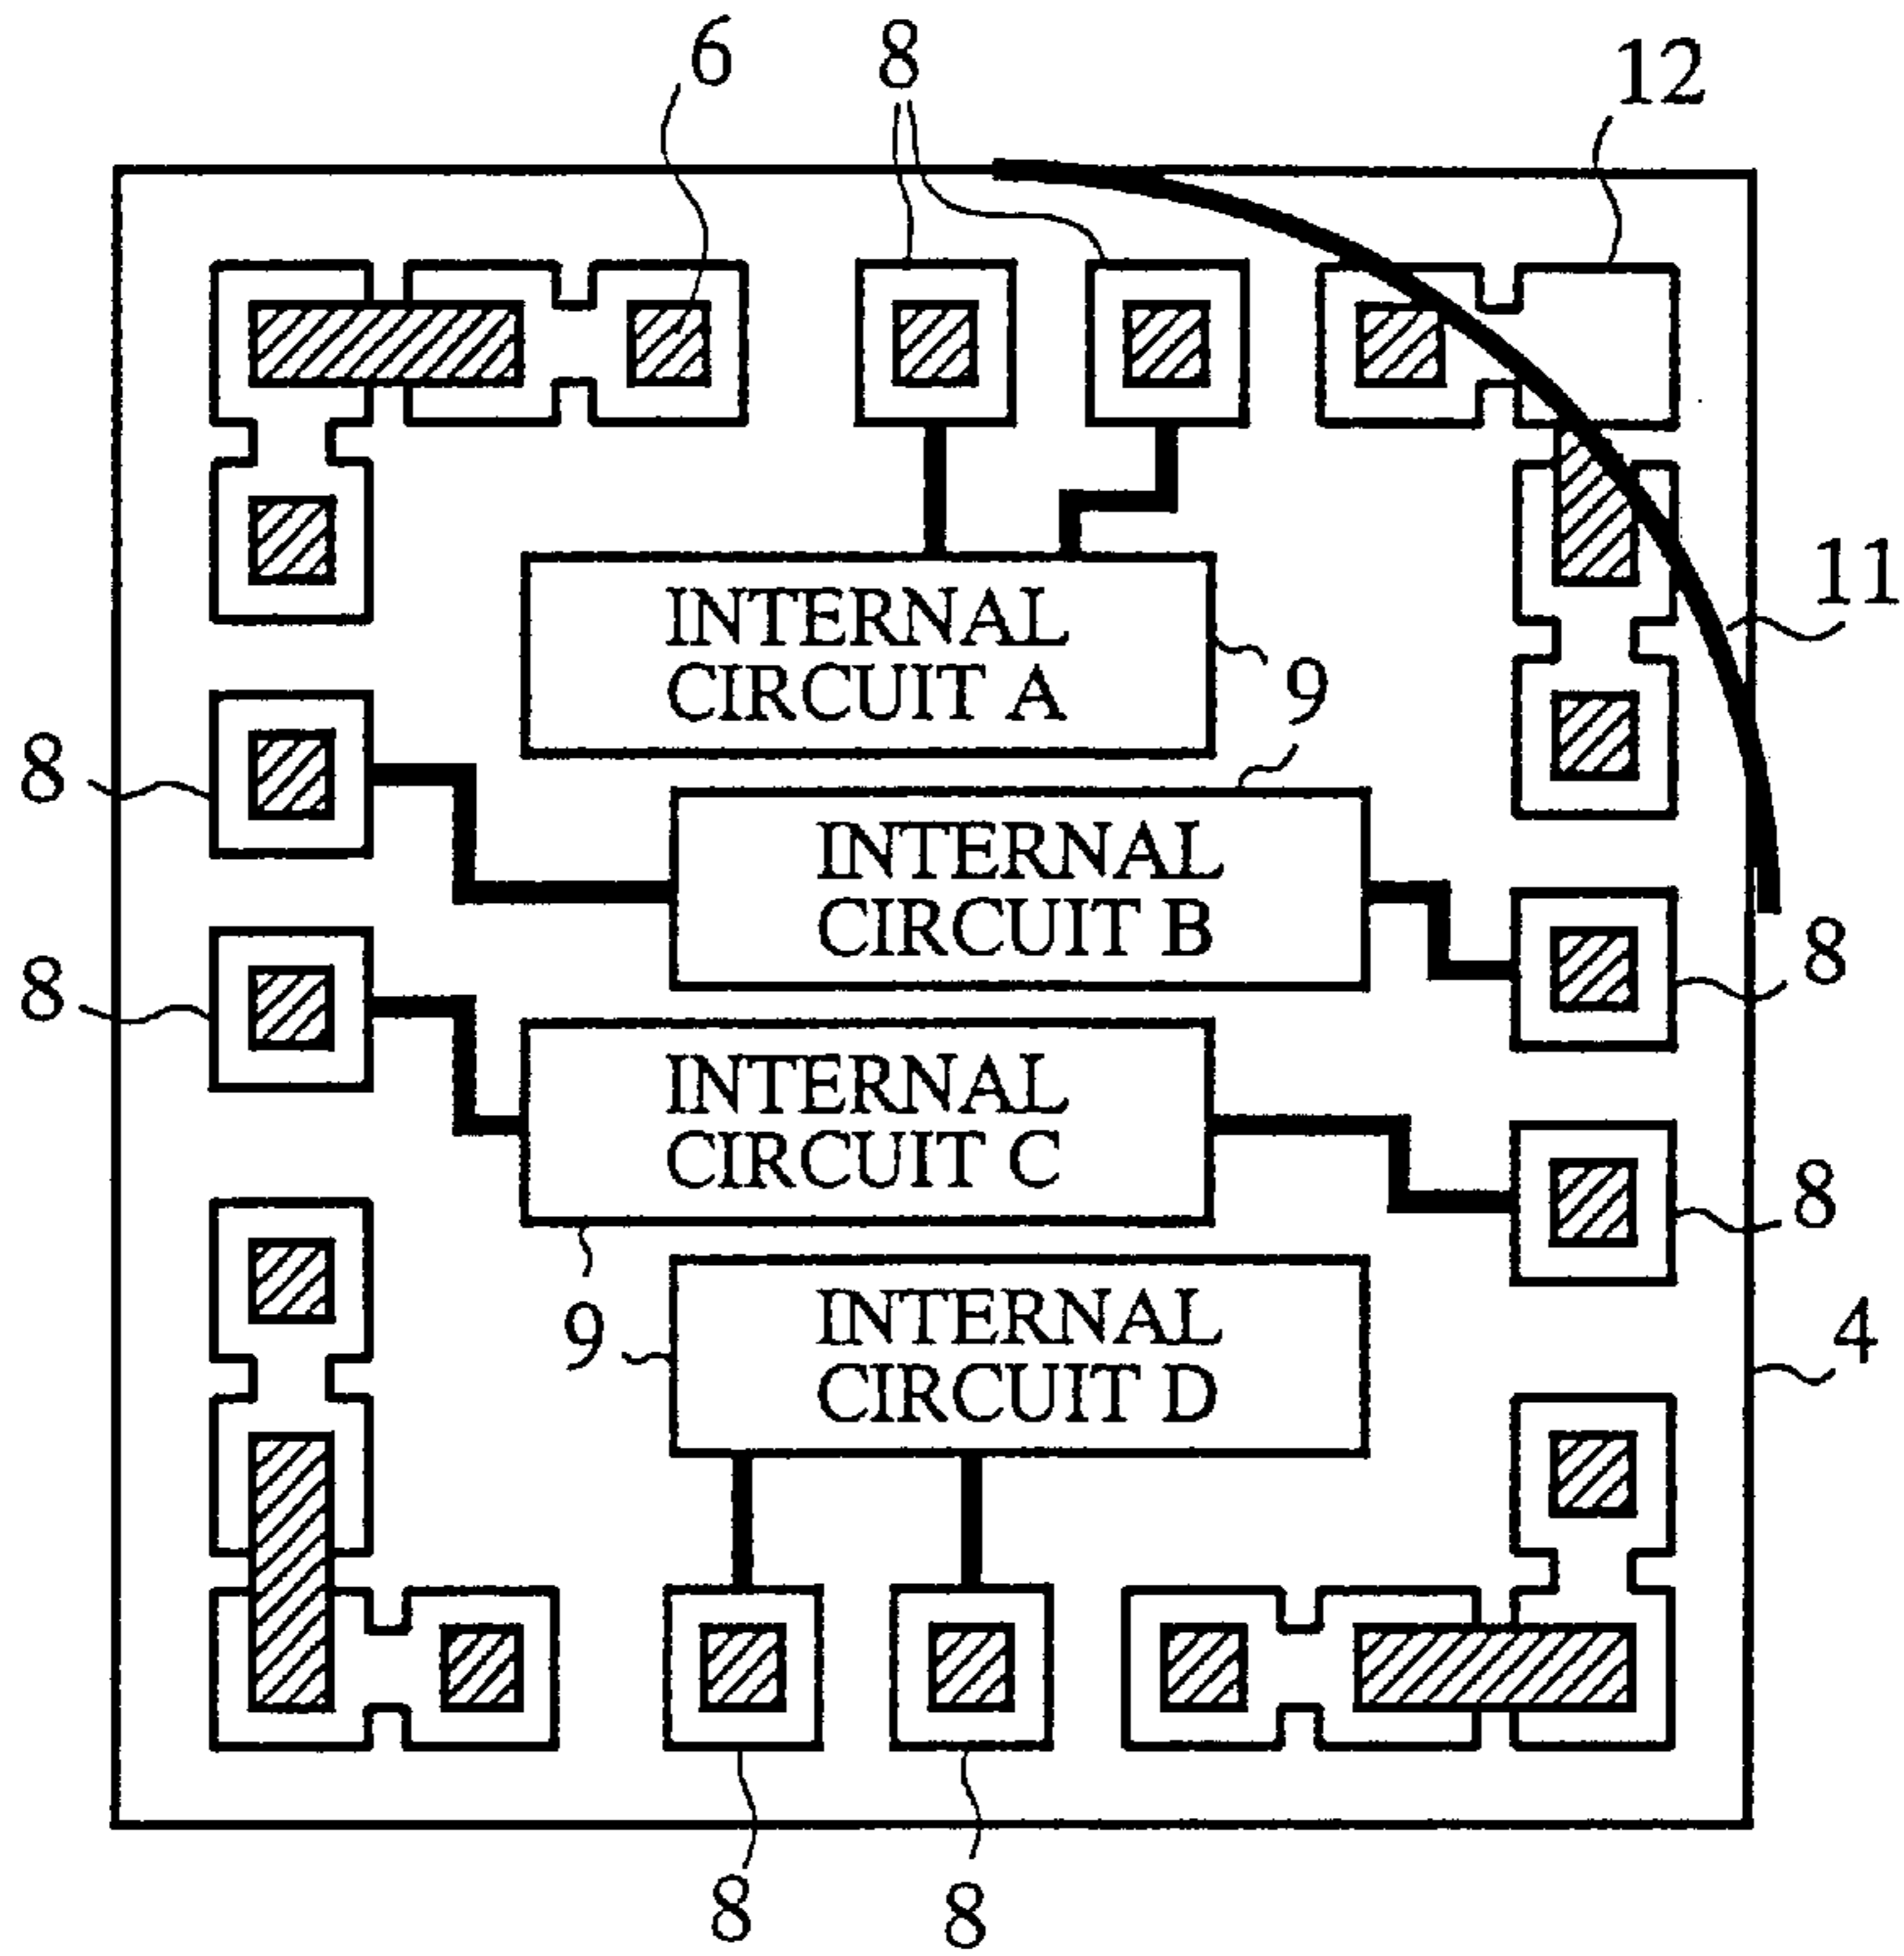 6
8
12
INTERNAL
CIRCUIT A
11
9
8
INTERNAL
CIRCUIT B
8
8
INTERNAL
CIRCUIT C
8
9
INTERNAL
CIRCUIT D
4
8
8